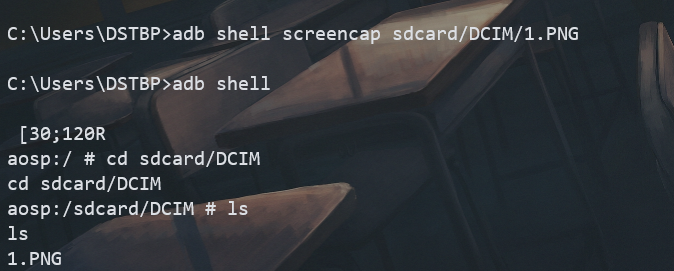 C:\Users\DSTBP>adb shell screencap sdcard/DCIM/1.PNG
C:\Users\DSTBP>adb shell
[30;120R
aosp:/ # cd sdcard/DCIM
cd sdcard/DCIM
aosp:/sdcard/DCIM # ls
ls
1.PNG